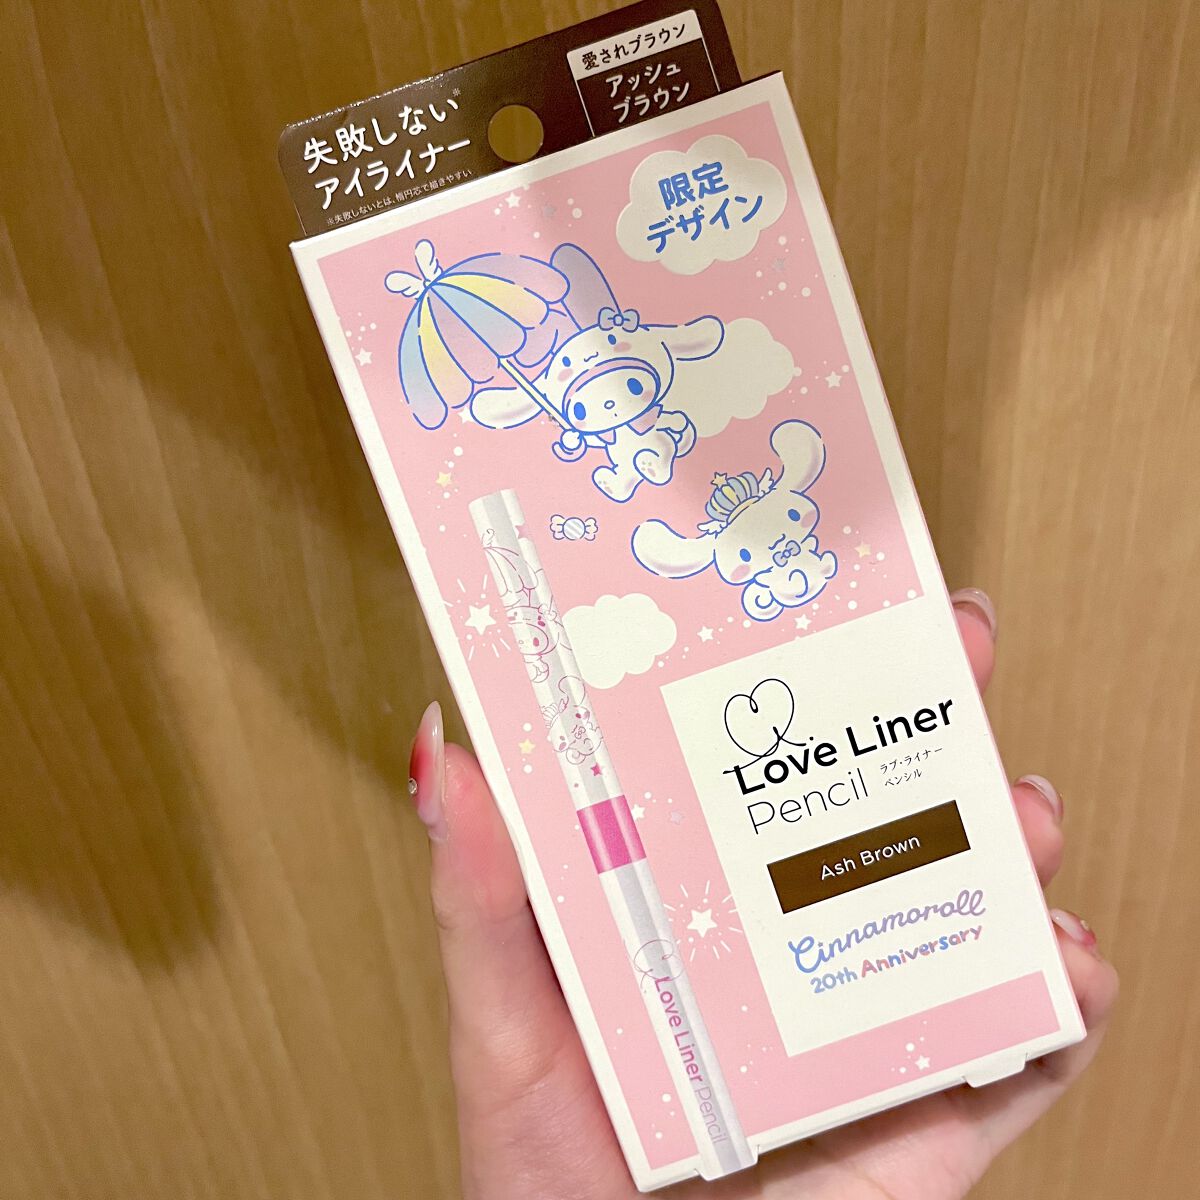 失敗しない※
アイライナー
※失敗しないとは、楕円芯で描きやすい
愛されブラウン
アッシュ
ブラウン
限定
デザイン
Love Liner
Pencil
ラブ・ライナー
ペンシル
Ash Brown
Cinnamoroll
20th Anniversary
Love Liner Pencil